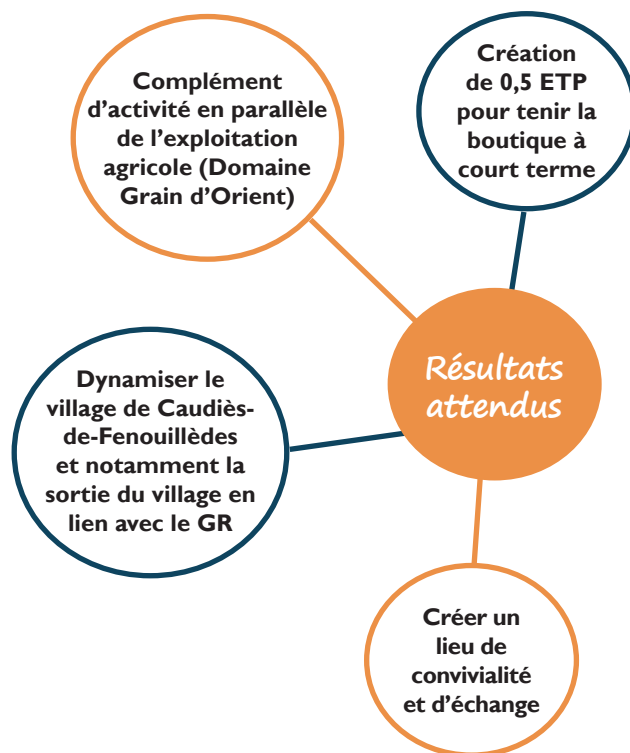 Complément
d’activité en parallèle
de l’exploitation
agricole (Domaine
Grain d’Orient)
Création
de 0,5 ETP
pour tenir la
boutique à
court terme
Résultats
attendus
Dynamiser le
village de Caudiès-
de-Fenouillèdes
et notamment la
sortie du village en
lien avec le GR
Créer un
lieu de
convivialité
et d'échange